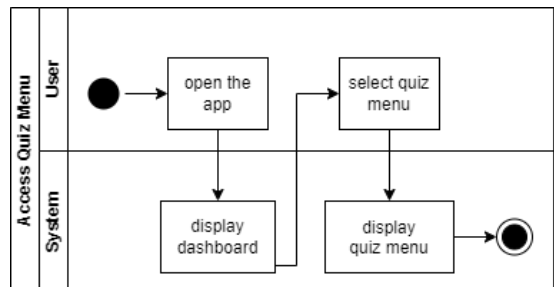 Access Quiz Menu
User
open the
app
select quiz
menu
System
display
dashboard
display
quiz menu